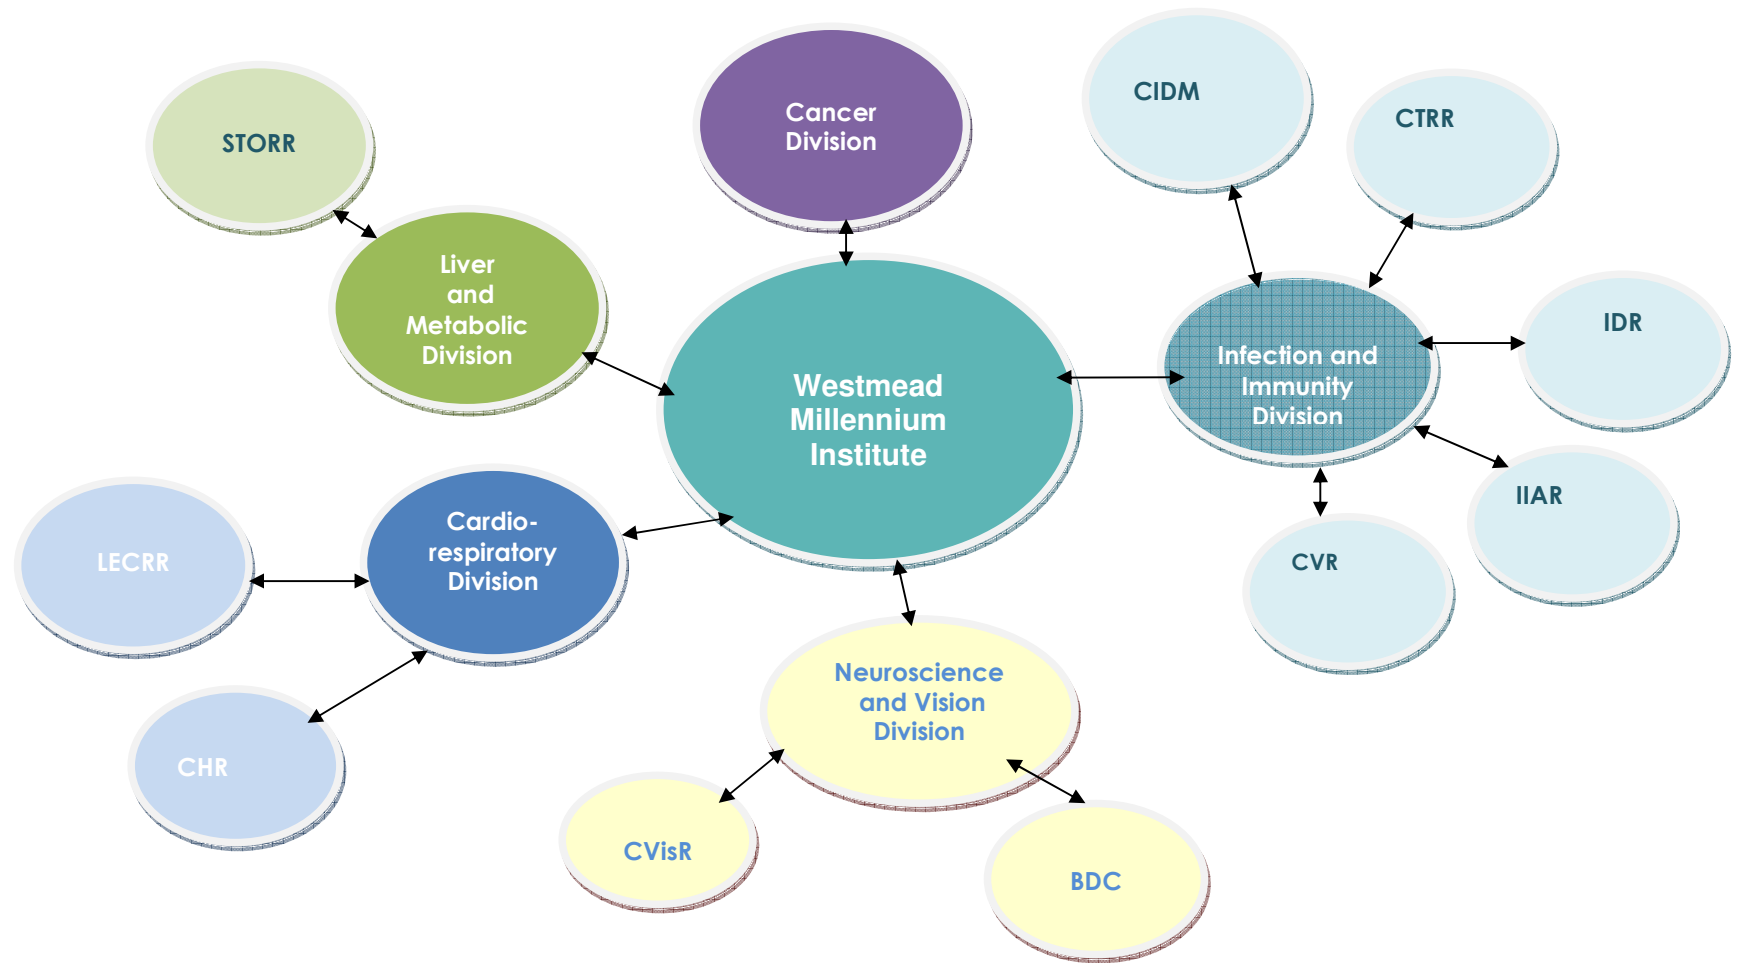 CIDM
CTRR
Cancer
Division
STORR
Liver
and
Metabolic
Division
IDR
Infection and
Immunity
Division
Westmead
Millennium
Institute
IIAR
Cardio-
respiratory
Division
LECRR
CVR
Neuroscience
and Vision
Division
CHR
CVisR
BDC